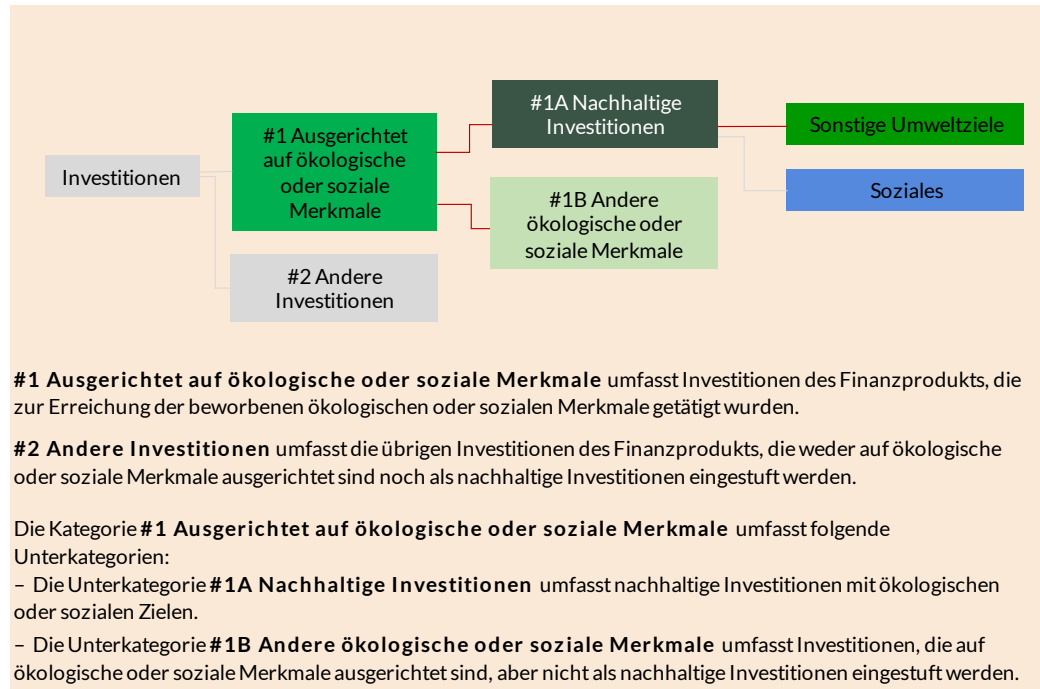 Investitionen
#1 Ausgerichtet
auf ökologische
oder soziale
Merkmale
#2 Andere
Investitionen
#1A Nachhaltige
Investitionen
#1B Andere
ökologische oder
soziale Merkmale
Sonstige Umweltziele
Soziales
#1 Ausgerichtet auf ökologische oder soziale Merkmale umfasst Investitionen des Finanzprodukts, die
zur Erreichung der beworbenen ökologischen oder sozialen Merkmale getätigt wurden.
#2 Andere Investitionen umfasst die übrigen Investitionen des Finanzprodukts, die weder auf ökologische
oder soziale Merkmale ausgerichtet sind noch als nachhaltige Investitionen eingestuft werden.
Die Kategorie #1 Ausgerichtet auf ökologische oder soziale Merkmale umfasst folgende
Unterkategorien:
– Die Unterkategorie #1A Nachhaltige Investitionen umfasst nachhaltige Investitionen mit ökologischen
oder sozialen Zielen.
– Die Unterkategorie #1B Andere ökologische oder soziale Merkmale umfasst Investitionen, die auf
ökologische oder soziale Merkmale ausgerichtet sind, aber nicht als nachhaltige Investitionen eingestuft werden.